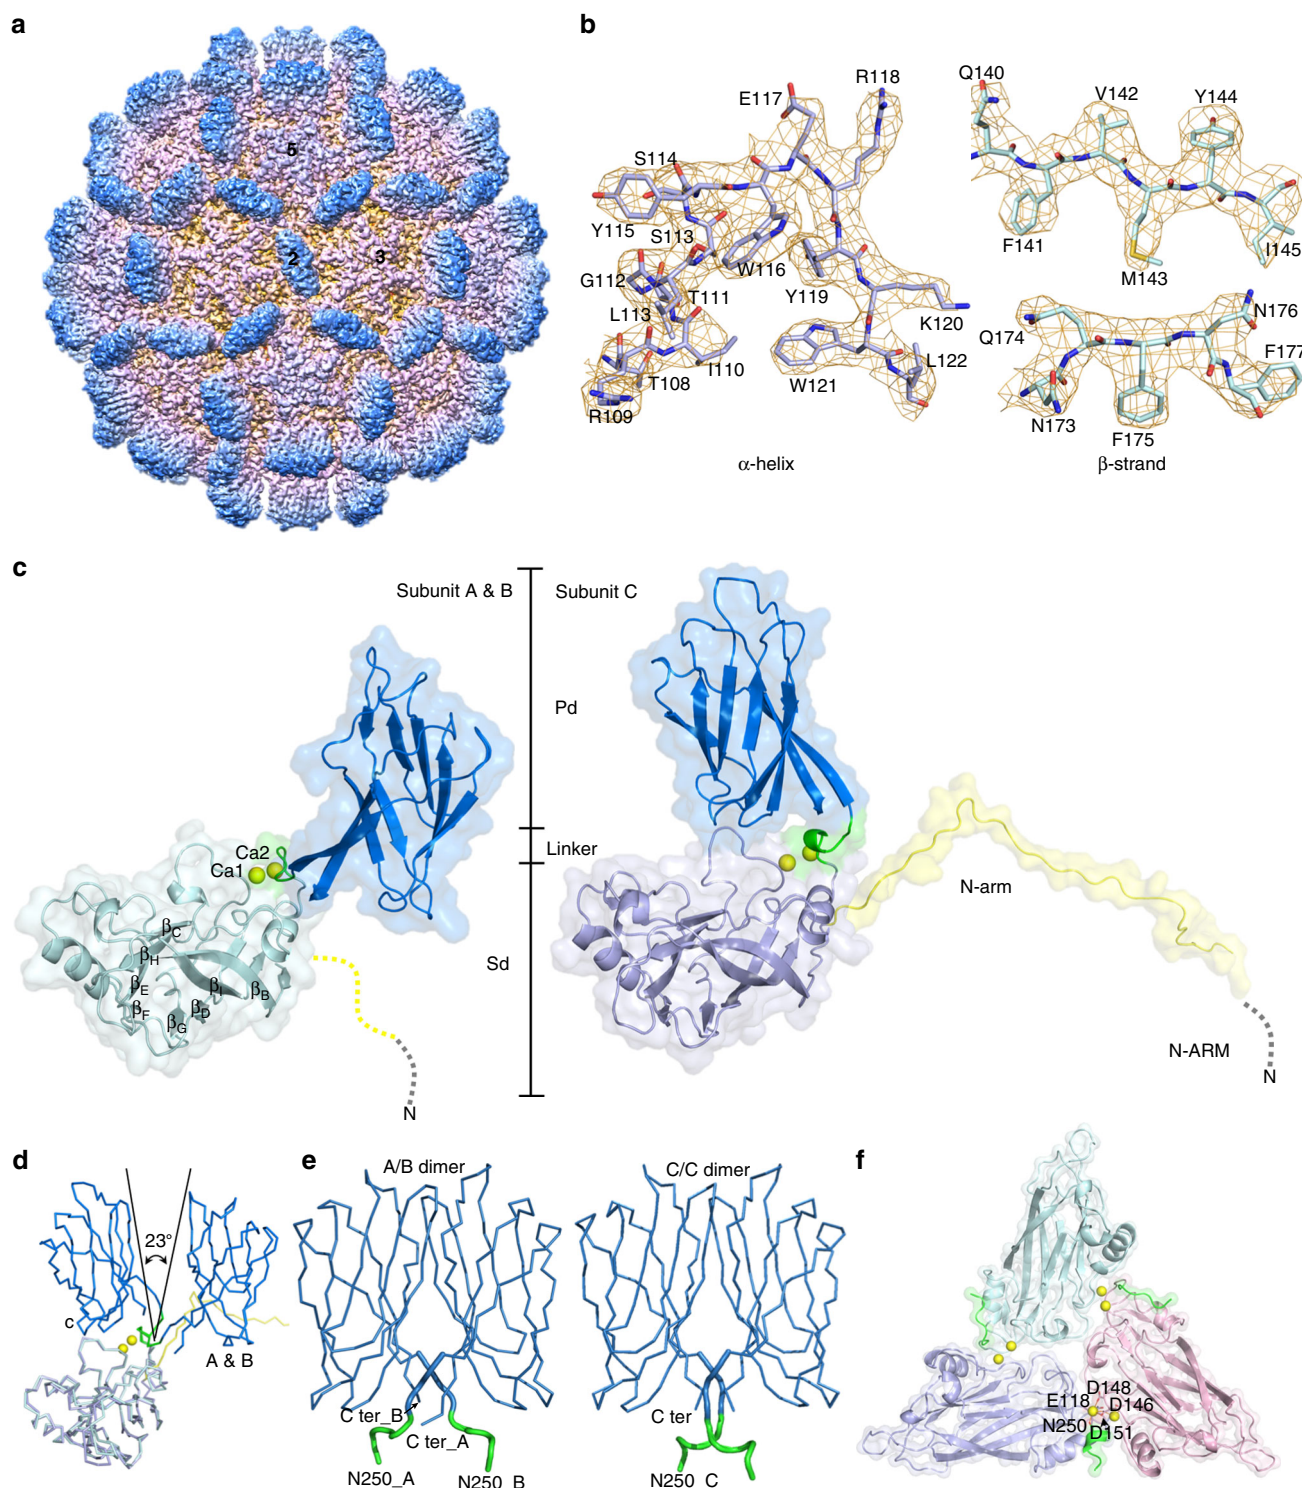 a
5
2
3
b
E117
R118
S114
Y115
S113
W116
G112
T111
L113
Y119
K120
T108
I110
W121
L122
R109
α-helix
Q140
V142
Y144
F141
M143
I145
Q174
N176
F177
N173
F175
β-strand
c
Subunit A & B
Subunit C
Pd
Linker
Sd
Ca2
Ca1
βC
βH
βE
βI
βB
βF
βD
βG
N
N-arm
N-ARM
N
d
23°
c
A & B
e
A/B dimer
C/C dimer
C ter_B
C ter_A
C ter
N250_A
N250_B
N250_C
f
E118
D148
D146
N250
D151